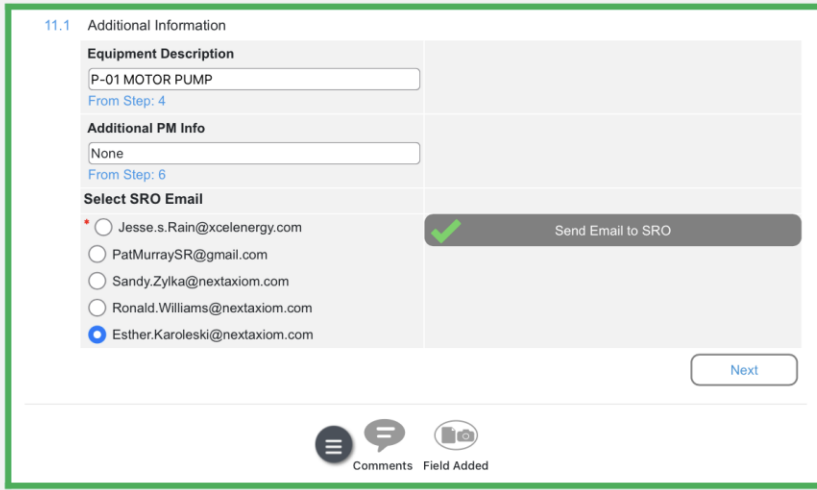 11.1 Additional Information
Equipment Description
P-01 MOTOR PUMP
From Step: 4
Additional PM Info
None
From Step: 6
Select SRO Email
* Jesse.s.Rain@xcelenergy.com
Send Email to SRO
PatMurraySR@gmail.com
Sandy.Zylka@nextaxiom.com
Ronald.Williams@nextaxiom.com
Esther.Karoleski@nextaxiom.com
Next
Comments Field Added